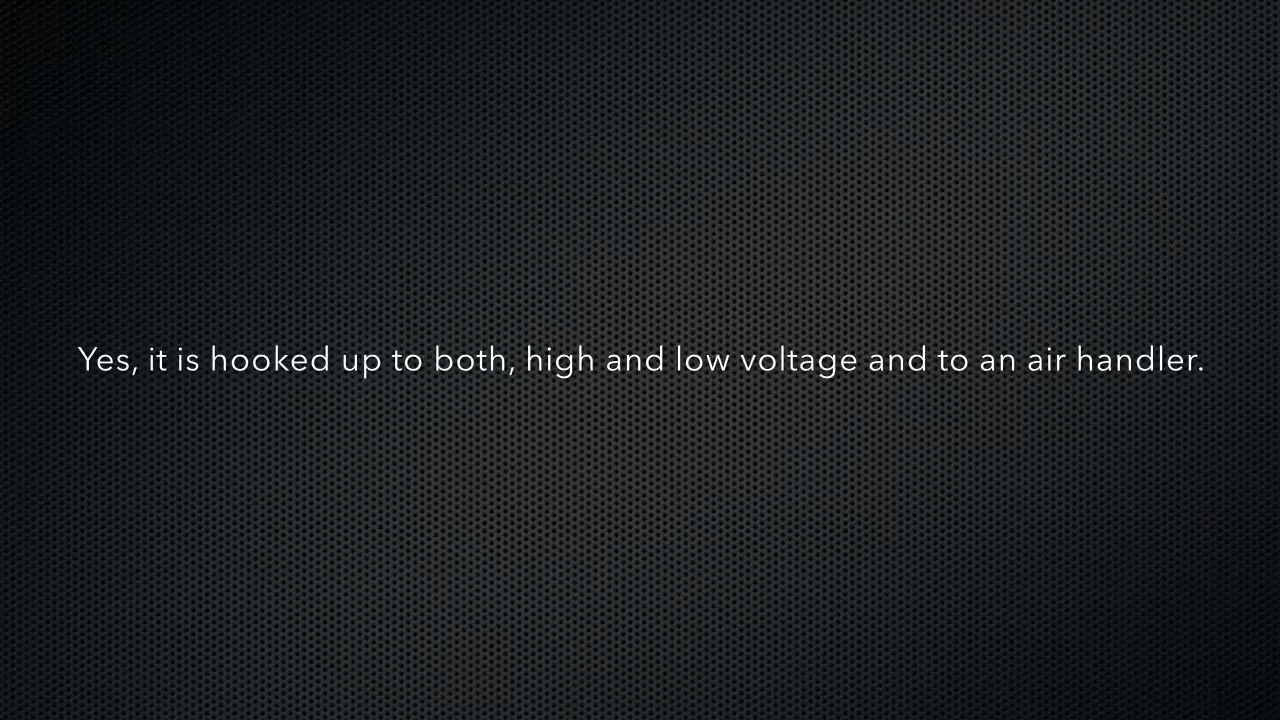 Yes, it is hooked up to both, high and low voltage and to an air handler.